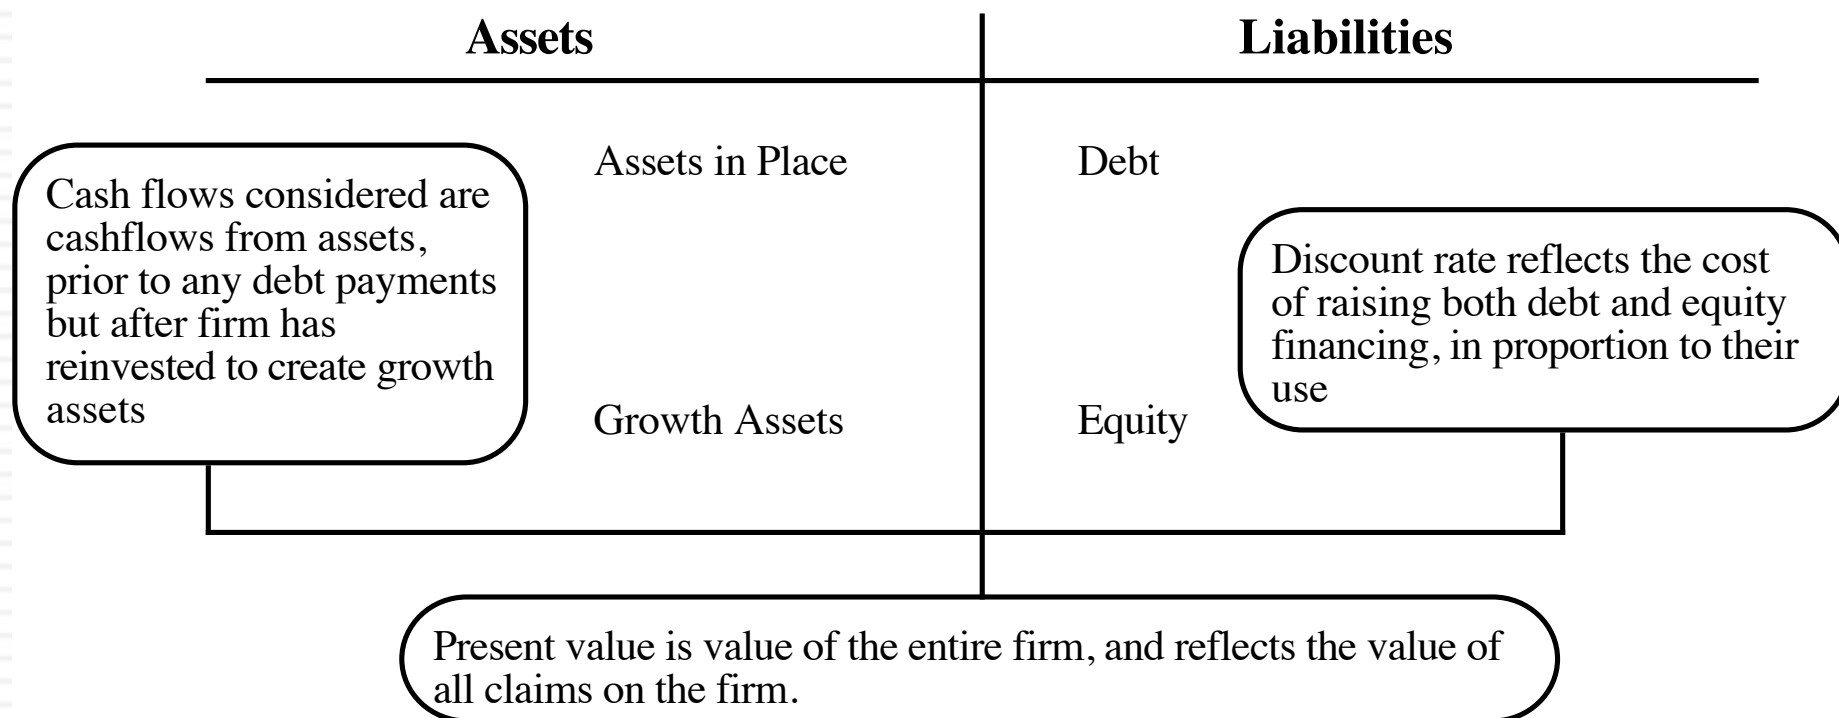 Assets
Liabilities
Assets in Place
Debt
Cash flows considered are
cashflows from assets,
prior to any debt payments
but after firm has
reinvested to create growth
assets
Discount rate reflects the cost
of raising both debt and equity
financing, in proportion to their
use
Growth Assets
Equity
Present value is value of the entire firm, and reflects the value of
all claims on the firm.